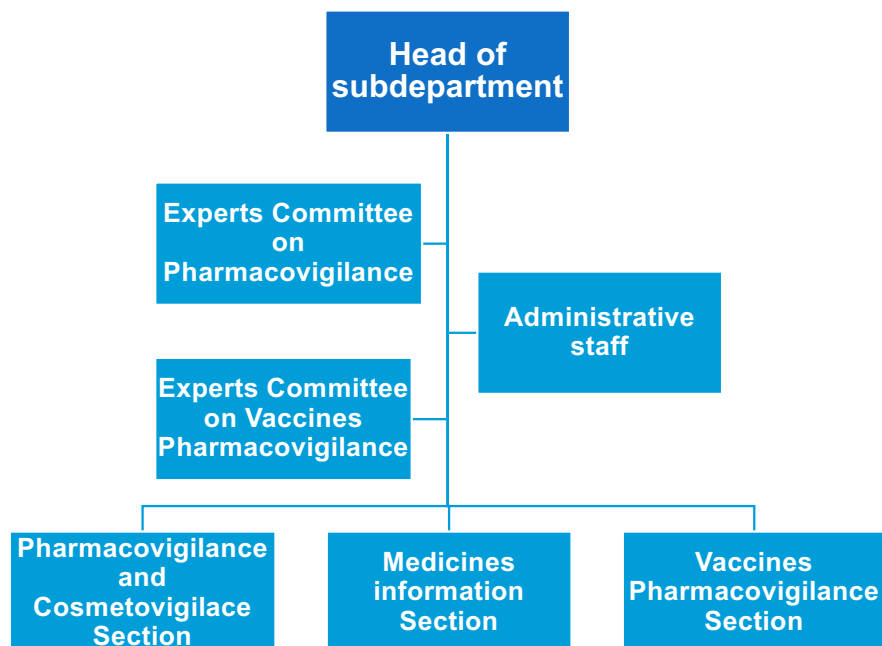 Head of
subdepartment
Experts Committee
on
Pharmacovigilance
Administrative
staff
Experts Committee
on Vaccines
Pharmacovigilance
Pharmacovigilance
and
Cosmetovigilace
Section
Medicines
information
Section
Vaccines
Pharmacovigilance
Section